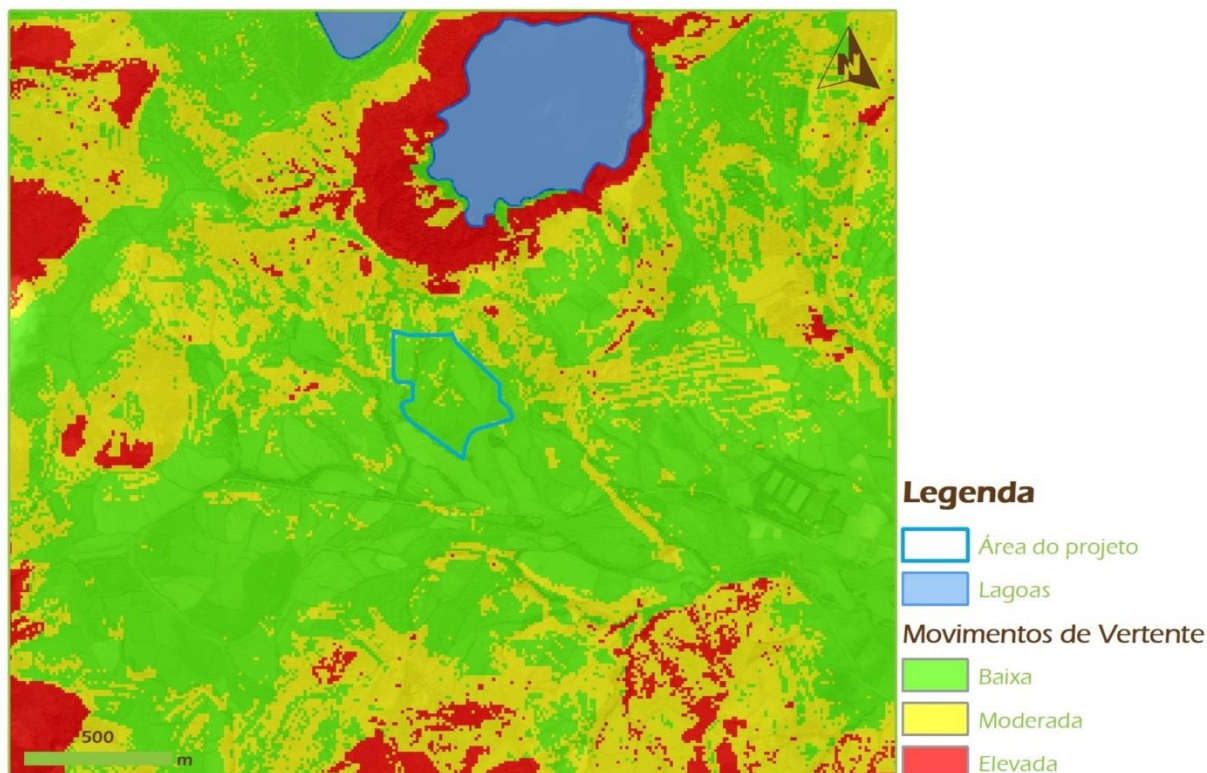 N
500
m
Legenda
Área do projeto
Lagoas
Movimentos de Vertente
Baixa
Moderada
Elevada